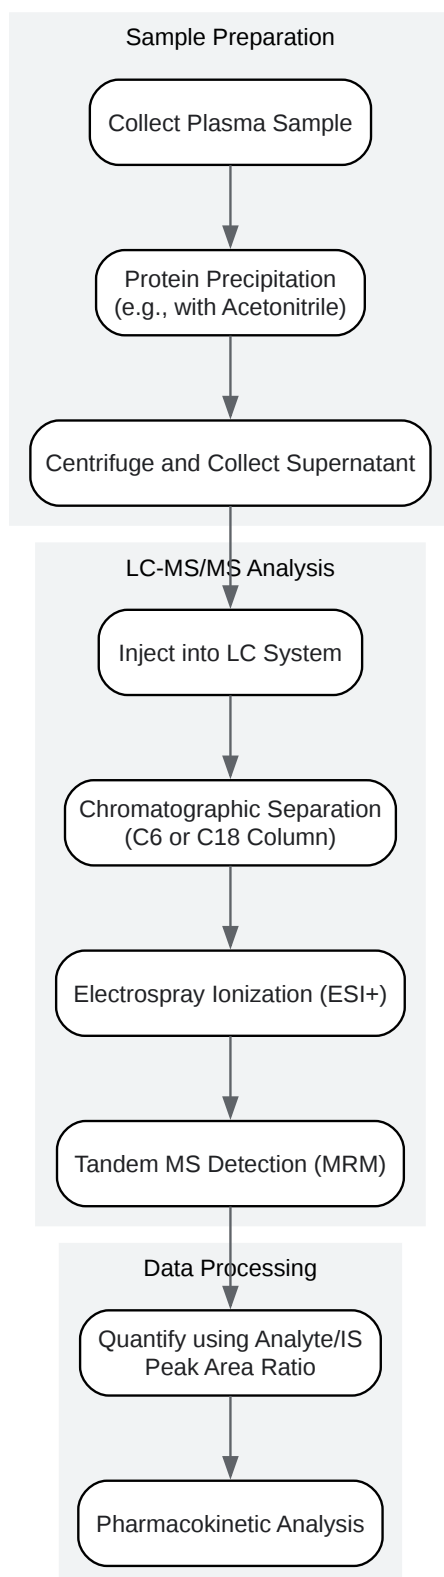 Sample Preparation
Collect Plasma Sample
Protein Precipitation
(e.g., with Acetonitrile)
Centrifuge and Collect Supernatant
LC-MS/MS Analysis
Inject into LC System
Chromatographic Separation
(C6 or C18 Column)
Electrospray Ionization (ESI+)
Tandem MS Detection (MRM)
Data Processing
Quantify using Analyte/IS
Peak Area Ratio
Pharmacokinetic Analysis